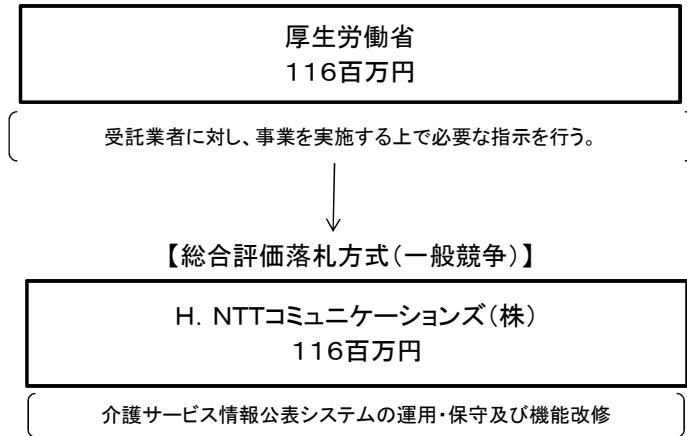 厚生労働省
116百万円
受託業者に対し、事業を実施する上で必要な指示を行う。
【総合評価落札方式(一般競争)】
H. NTTコミュニケーションズ(株)
116百万円
介護サービス情報公表システムの運用・保守及び機能改修